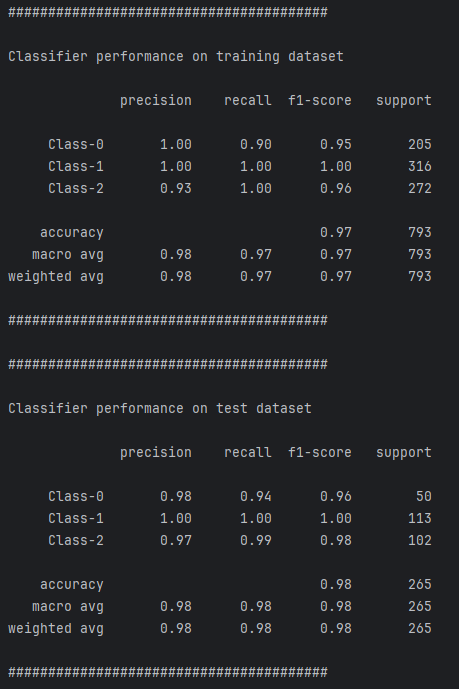 ########################################
Classifier performance on training dataset
precision recall f1-score support
Class-0 1.00 0.90 0.95 205
Class-1 1.00 1.00 1.00 316
Class-2 0.93 1.00 0.96 272
accuracy 0.97 793
macro avg 0.98 0.97 0.97 793
weighted avg 0.98 0.97 0.97 793
########################################
########################################
Classifier performance on test dataset
precision recall f1-score support
Class-0 0.98 0.94 0.96 50
Class-1 1.00 1.00 1.00 113
Class-2 0.97 0.99 0.98 102
accuracy 0.98 265
macro avg 0.98 0.98 0.98 265
weighted avg 0.98 0.98 0.98 265
########################################